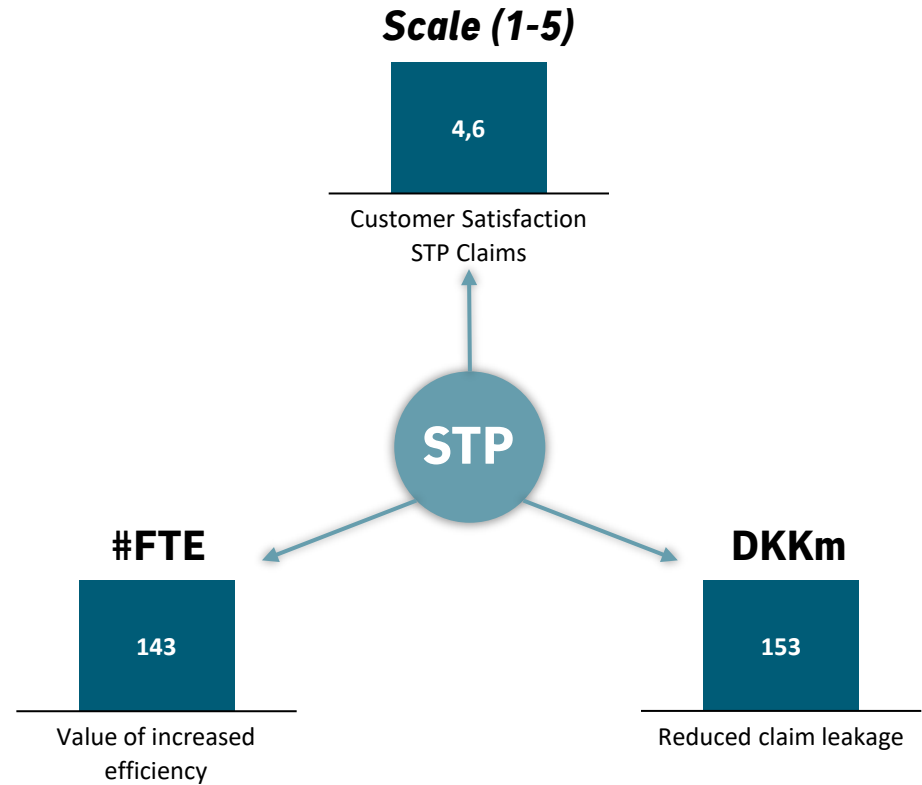 Scale (1-5)
4,6
Customer Satisfaction
STP Claims
STP
#FTE
143
Value of increased
efficiency
DKKm
153
Reduced claim leakage